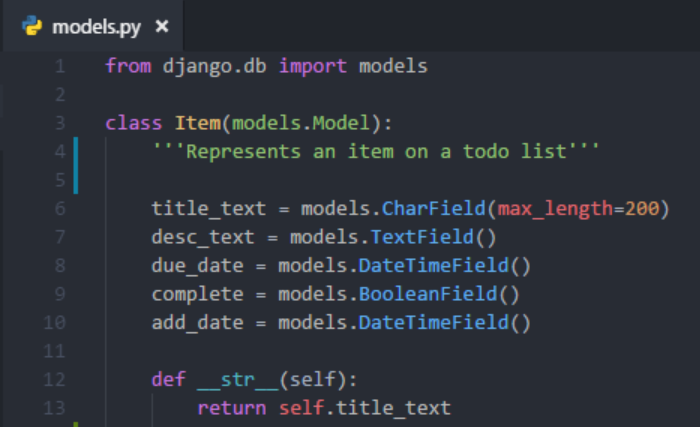 models.py ×
1 from django.db import models
2
3 class Item(models.Model):
4     '''Represents an item on a todo list'''
5
6     title_text = models.CharField(max_length=200)
7     desc_text = models.TextField()
8     due_date = models.DateTimeField()
9     complete = models.BooleanField()
10     add_date = models.DateTimeField()
11
12     def __str__(self):
13         return self.title_text